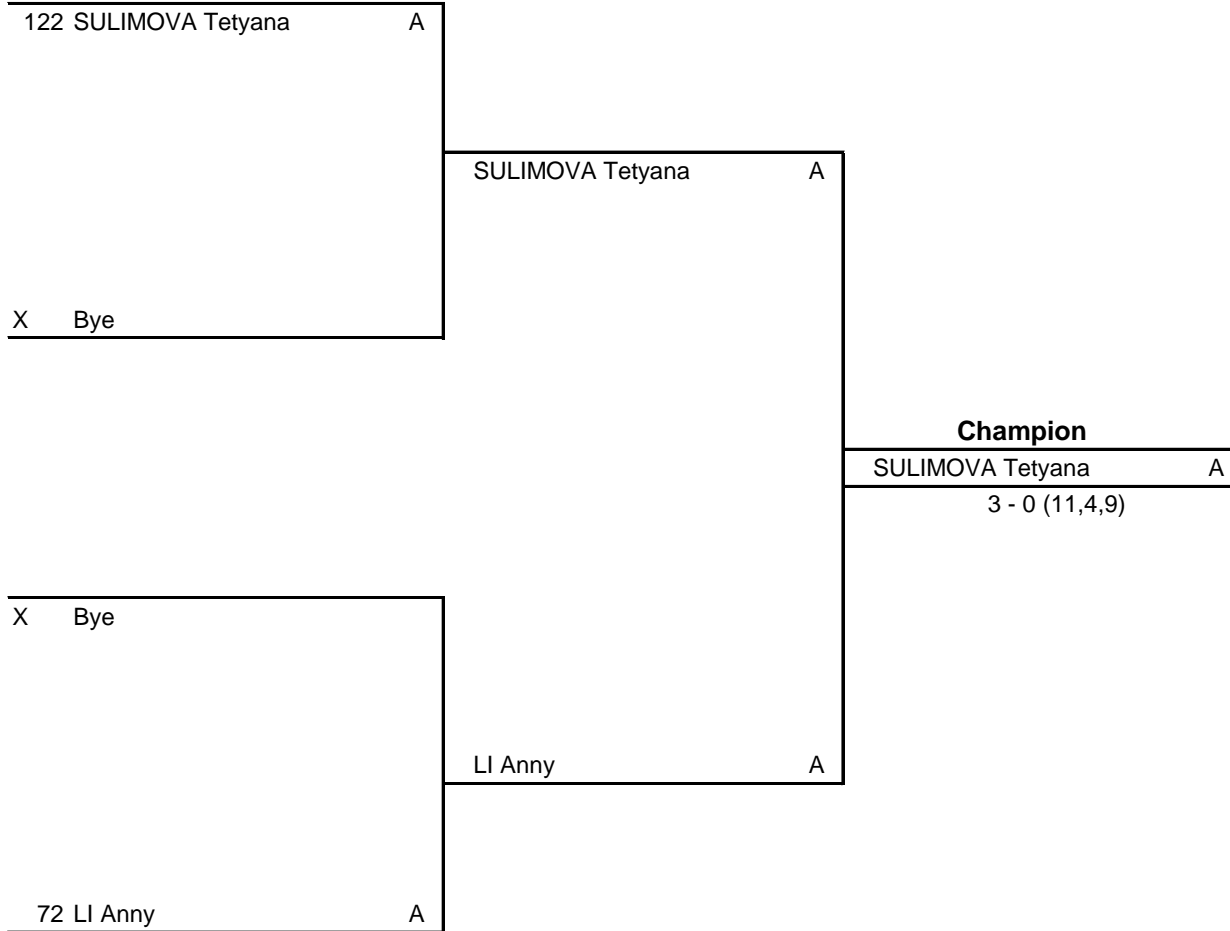 122 SULIMOVA Tetyana A
SULIMOVA Tetyana A
X Bye
Champion
SULIMOVA Tetyana A
3 - 0 (11,4,9)
X Bye
LI Anny A
72 LI Anny A